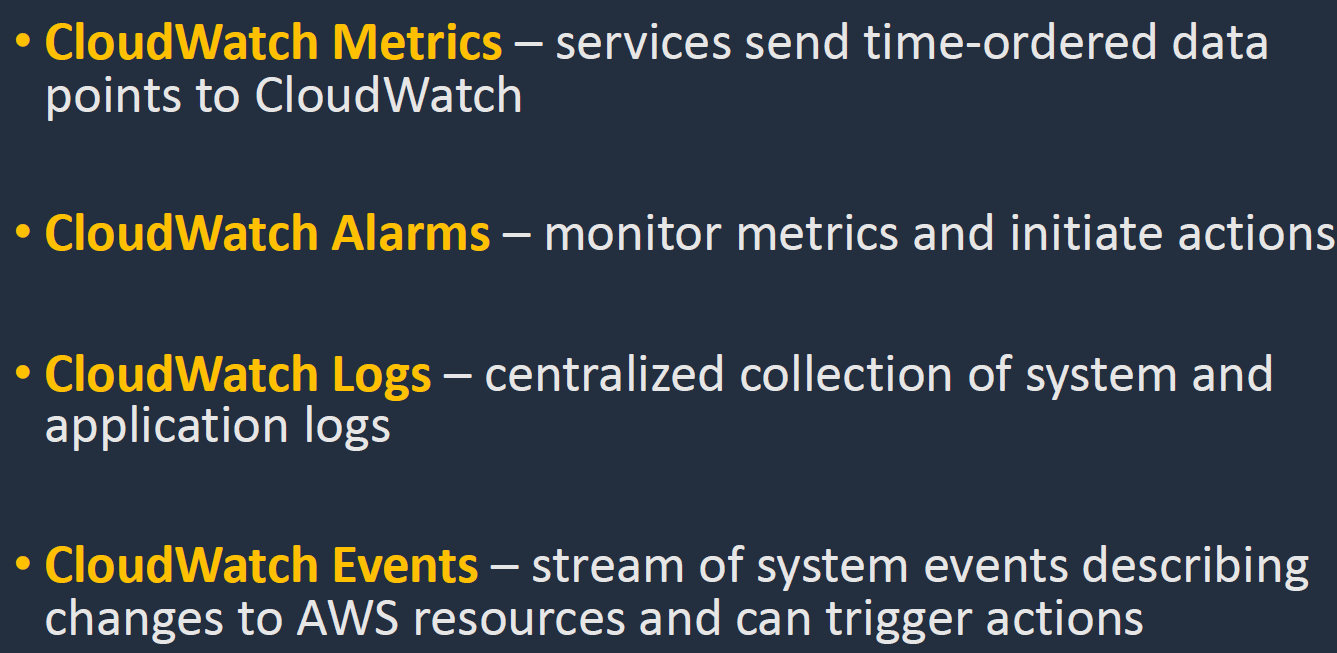 • CloudWatch Metrics – services send time-ordered data
points to CloudWatch
• CloudWatch Alarms – monitor metrics and initiate actions
• CloudWatch Logs – centralized collection of system and
application logs
• CloudWatch Events – stream of system events describing
changes to AWS resources and can trigger actions